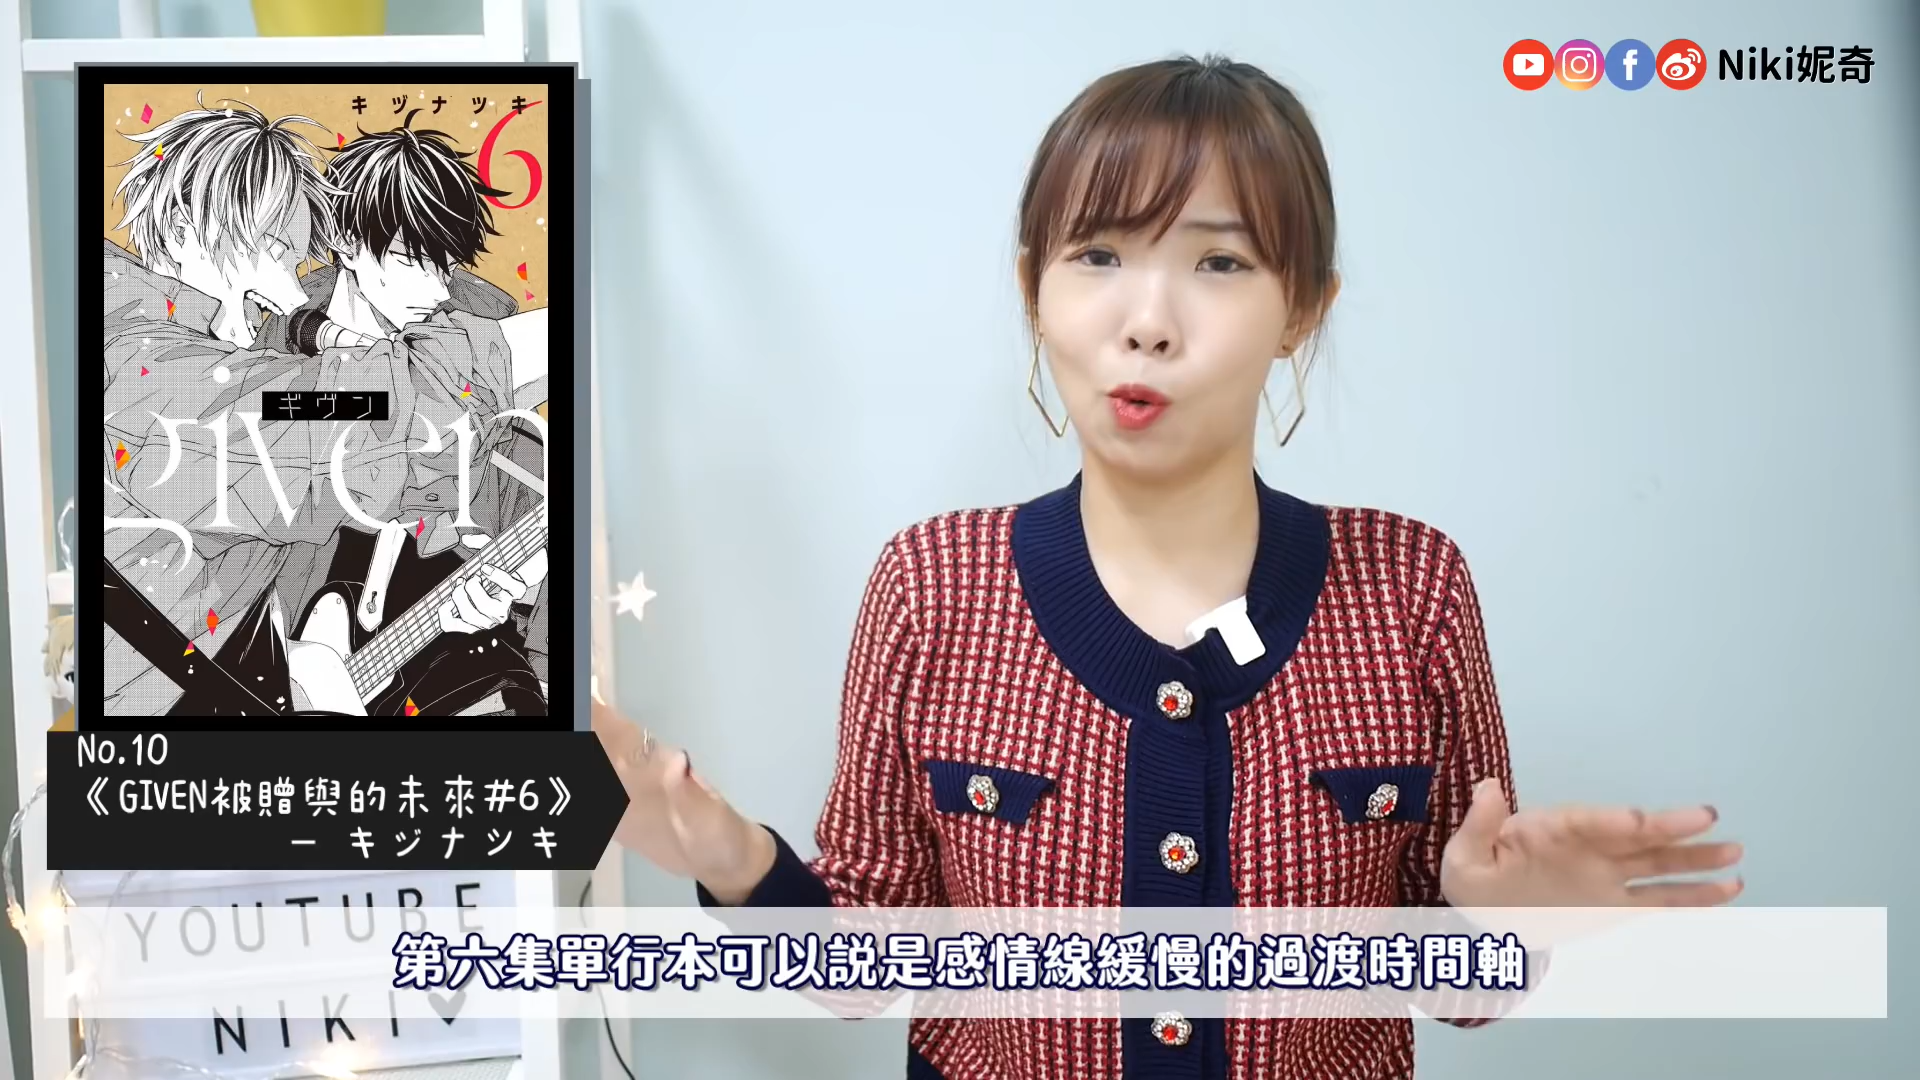 Niki妮奇
キヅナツキ
6
ギヴン
given
No.10
《GIVEN被贈與的未來#6》
— キヅナツキ
YOUTUBE
NIKI♥
第六集單行本可以說是感情線緩慢的過渡時間軸